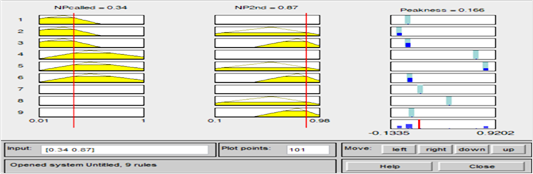 NPcalled = 0.34 NP2nd = 0.87 Peakness = 0.166
1
2
3
4
5
6
7
8
9
0.01 1 0.1 0.98
-0.1335 0.9202
Input: [0.34 0.87] Plot points: 101 Move: left right down up
Opened system Untitled, 9 rules Help Close